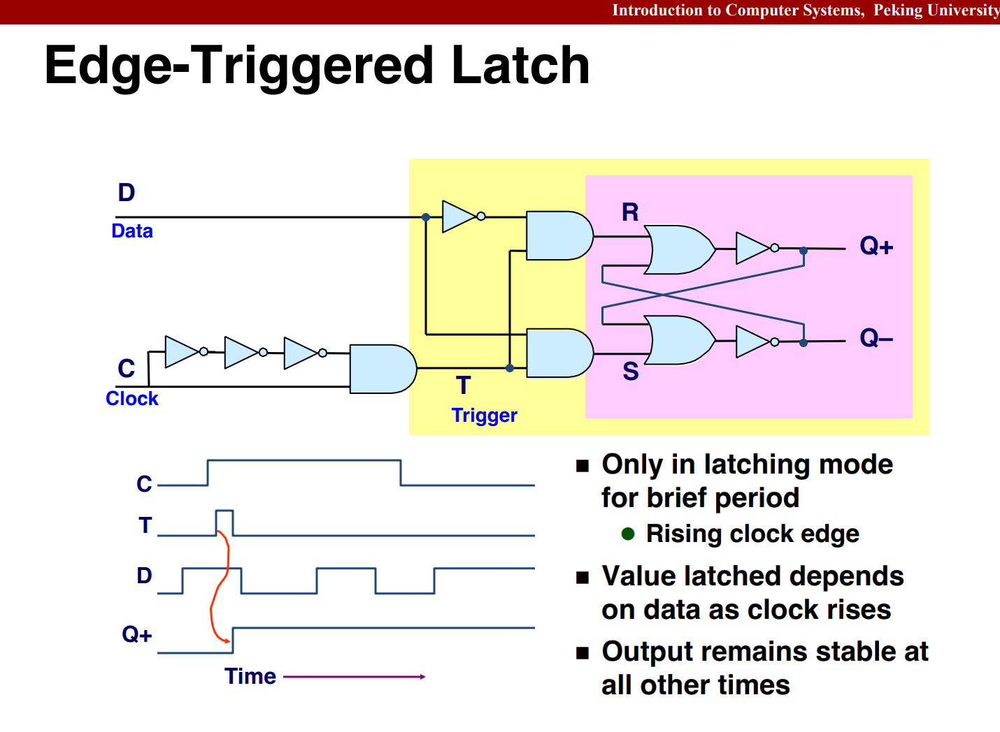 Introduction to Computer Systems, Peking University
Edge-Triggered Latch
D
Data
R
Q+
C
Clock
T
Trigger
S
Q–
C
T
D
Q+
Time
■ Only in latching mode
for brief period
● Rising clock edge
■ Value latched depends
on data as clock rises
■ Output remains stable at
all other times